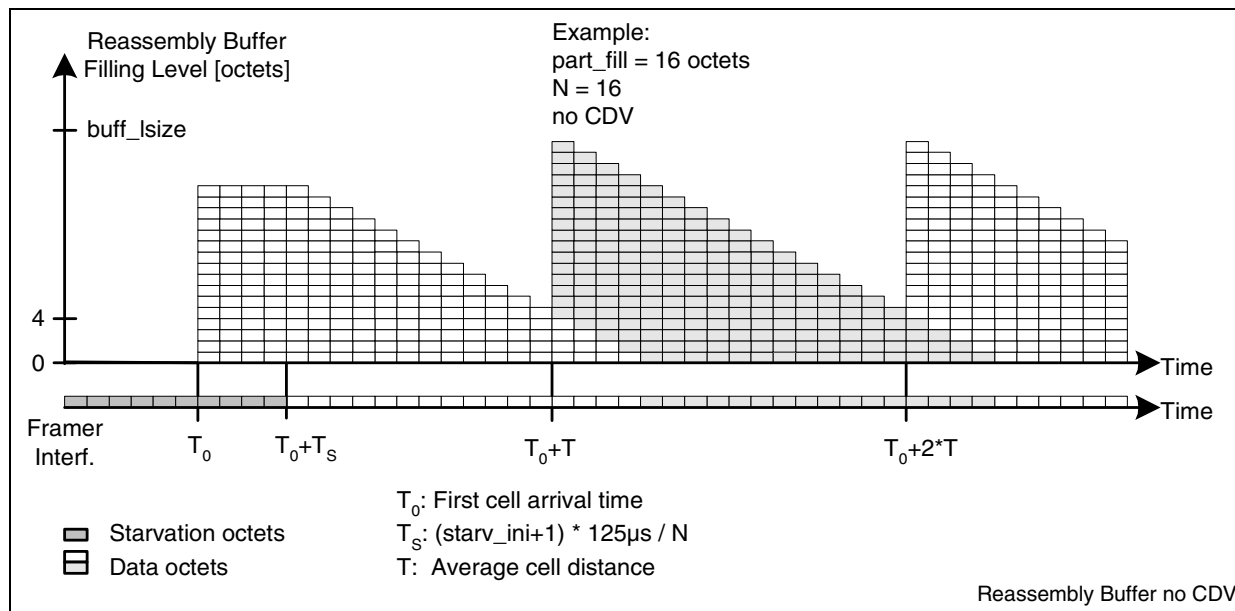 Reassembly Buffer
Filling Level [octets]
Example:
part_fill = 16 octets
N = 16
no CDV
buff_lsize
4
0
Time
Time
Framer
Interf.
T0
T0+TS
T0+T
T0+2*T
Starvation octets
Data octets
T0: First cell arrival time
TS: (starv_ini+1) * 125µs / N
T: Average cell distance
Reassembly Buffer no CDV